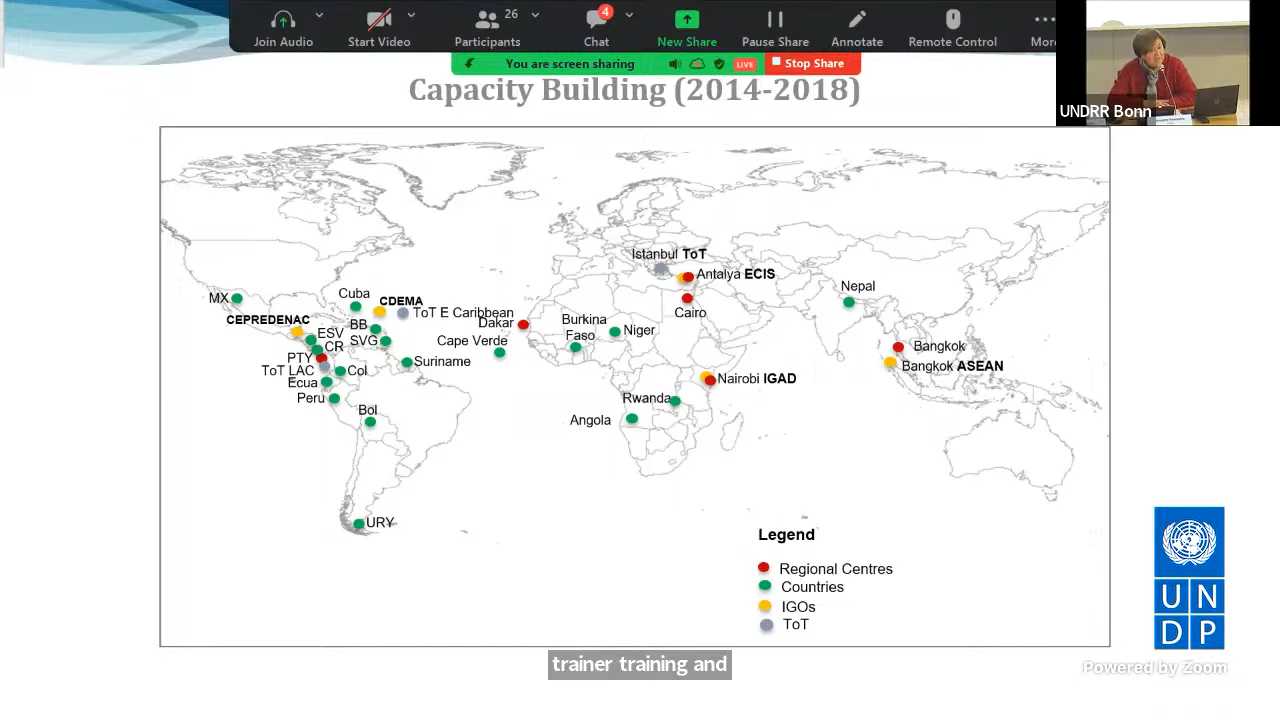 26
4
Join Audio
Start Video
Participants
Chat
New Share
Pause Share
Annotate
Remote Control
More
You are screen sharing
LIVE
Stop Share
UNDRR Bonn
Capacity Building (2014-2018)
Istanbul ToT
Antalya ECIS
Cairo
Nepal
MX
Cuba
CDEMA
ToT E Caribbean
CEPREDENAC
ESV
BB
SVG
CR
PTY
ToT LAC
Col
Ecua
Peru
Suriname
Bol
URY
Dakar
Cape Verde
Burkina
Faso
Niger
Nairobi IGAD
Rwanda
Angola
Bangkok
Bangkok ASEAN
Legend
Regional Centres
Countries
IGOs
ToT
U N
D P
trainer training and
Powered by Zoom